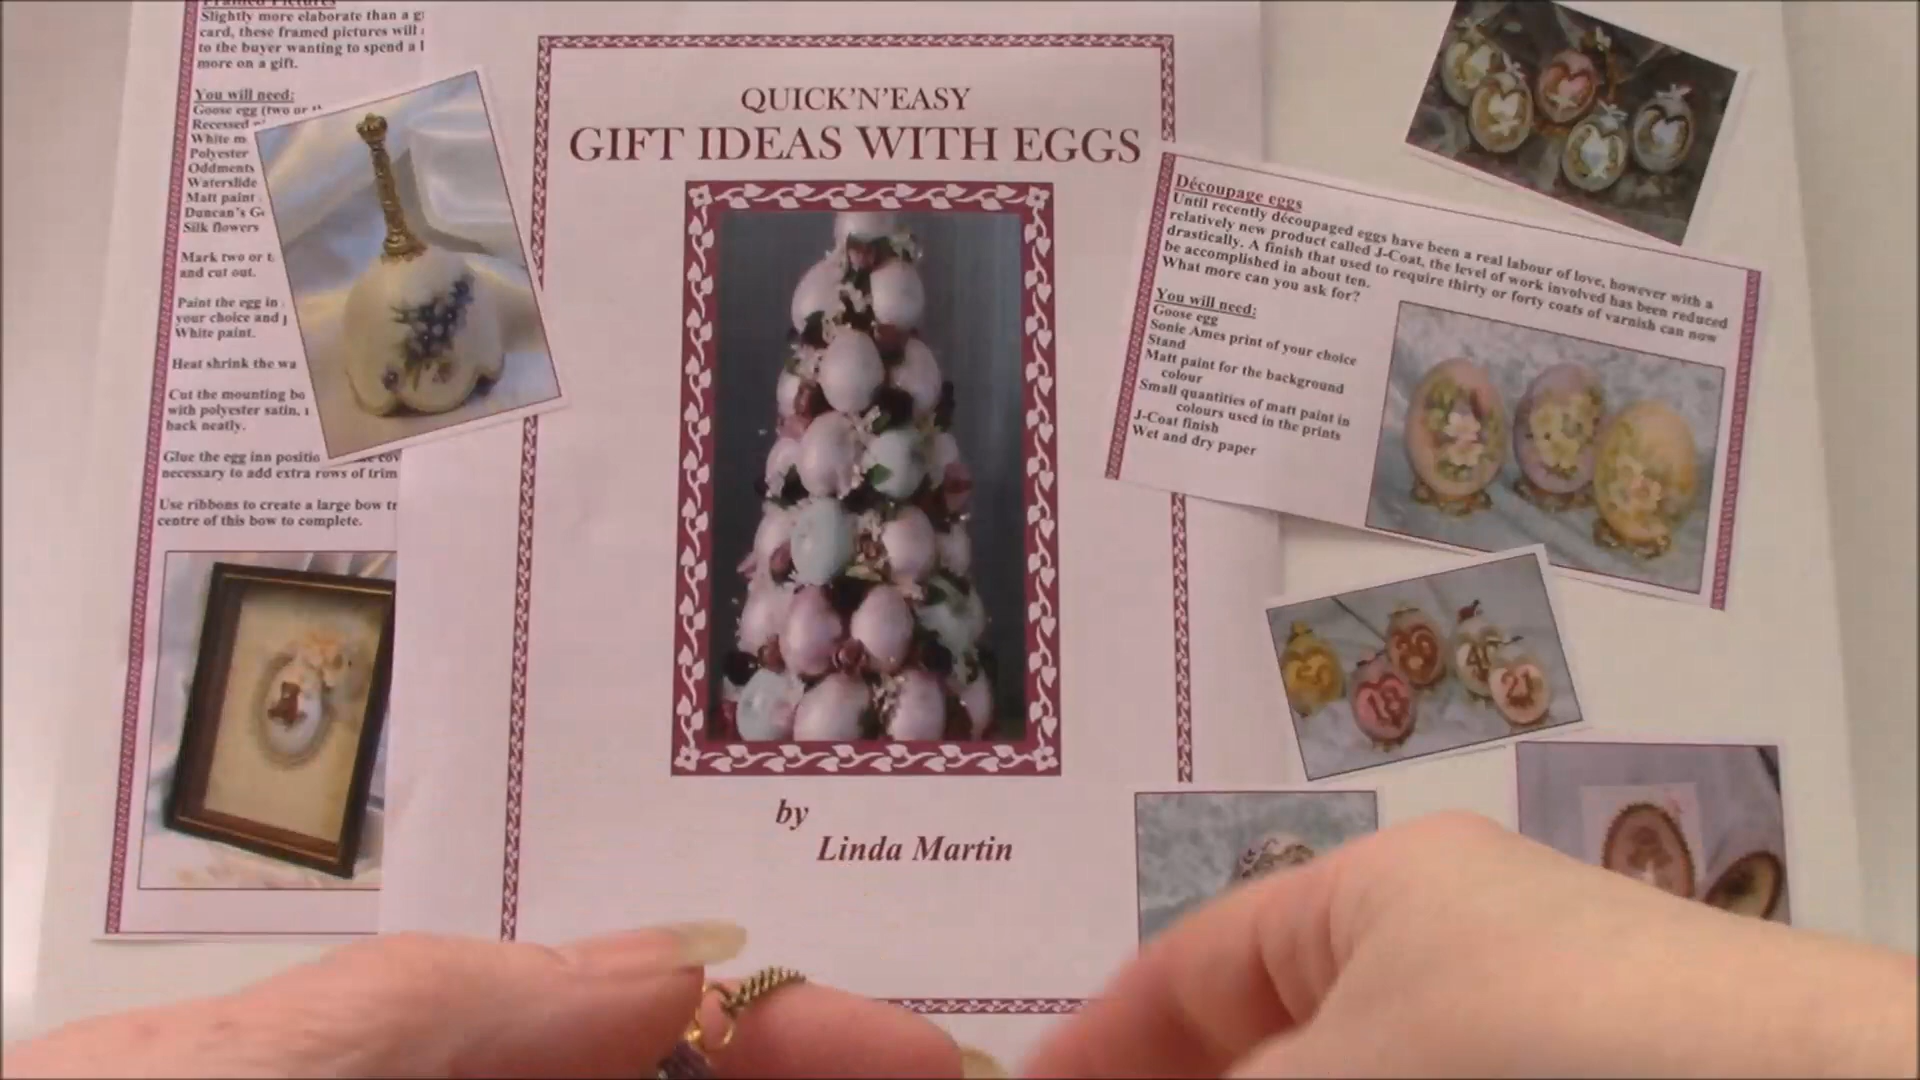 Framed Pictures
Slightly more elaborate than a
card, these framed pictures will
to the buyer wanting to spend a
more on a gift.
You will need:
Goose egg (two or
Recessed
White
Polyester
Oddments
Waterslide
Matt paint
Duncan's
Silk flowers
Mark two or
and cut out.
Paint the egg in
your choice and
White paint.
Heat shrink the
Cut the mounting
with polyester satin,
back neatly.
Glue the egg inn
necessary to add extra rows of trim
Use ribbons to create a large bow
centre of this bow to complete.
QUICK'N'EASY
GIFT IDEAS WITH EGGS
by
Linda Martin
Découpage eggs
Until recently découpaged eggs have been a real labour of love, however with a
relatively new product called J-Coat, the level of work involved has been reduced
drastically. A finish that used to require thirty or forty coats of varnish can now
be accomplished in about ten.
What more can you ask for?
You will need:
Goose egg
Sonie Ames print of your choice
Stand
Matt paint for the background
colour
Small quantities of matt paint in
colours used in the prints
J-Coat finish
Wet and dry paper
18
40
21